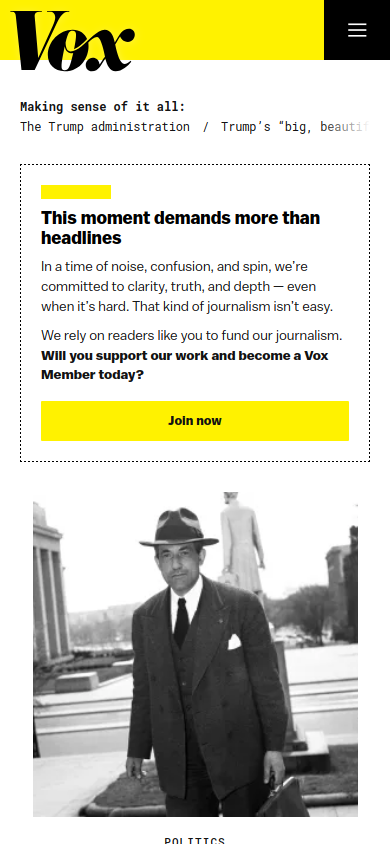 Vox
Making sense of it all:
The Trump administration / Trump's “big, beauti
This moment demands more than
headlines
In a time of noise, confusion, and spin, we're
committed to clarity, truth, and depth — even
when it's hard. That kind of journalism isn't easy.
We rely on readers like you to fund our journalism.
Will you support our work and become a Vox
Member today?
Join now
POLITICS